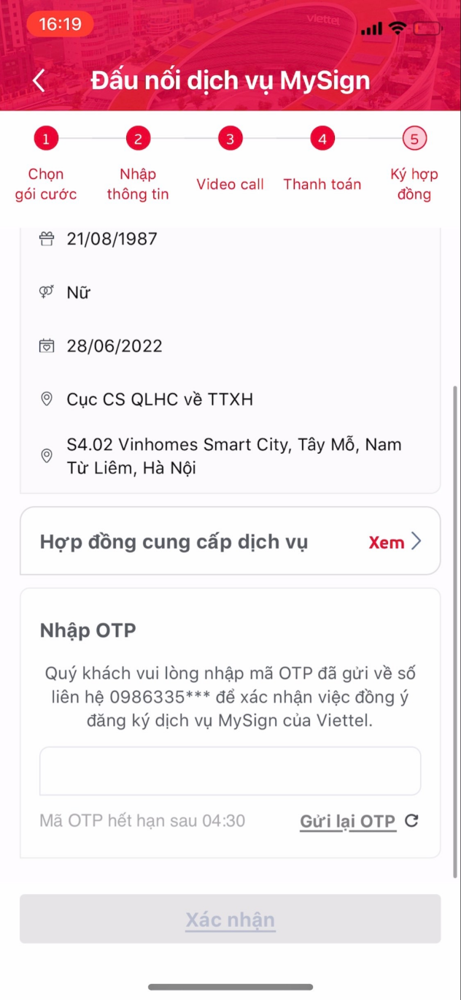 16:19
viettel
Đấu nối dịch vụ MySign
1
2
3
4
5
Chọn
gói cước
Nhập
thông tin
Video call
Thanh toán
Ký hợp
đồng
21/08/1987
Nữ
28/06/2022
Cục CS QLHC về TTXH
S4.02 Vinhomes Smart City, Tây Mỗ, Nam
Từ Liêm, Hà Nội
Hợp đồng cung cấp dịch vụ
Xem
Nhập OTP
Quý khách vui lòng nhập mã OTP đã gửi về số
liên hệ 0986335*** để xác nhận việc đồng ý
đăng ký dịch vụ MySign của Viettel.
Mã OTP hết hạn sau 04:30
Gửi lại OTP
Xác nhận